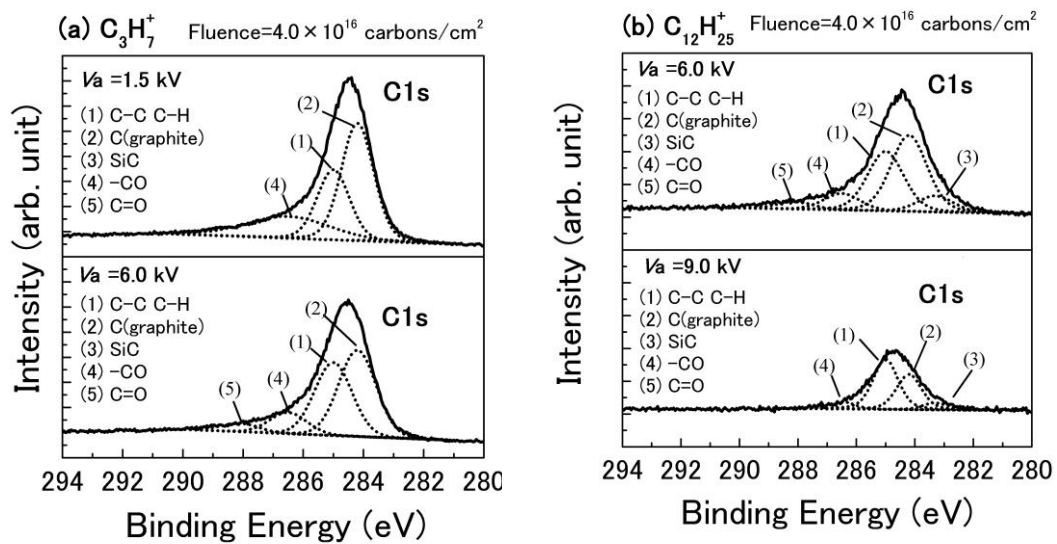 (a) C₃H₇⁺ Fluence=4.0×10¹⁶ carbons/cm²
Va =1.5 kV
C1s
(1) C-C C-H
(2) C(graphite)
(3) SiC
(4) -CO
(5) C=O
(2)
(1)
(4)
Va =6.0 kV
C1s
(1) C-C C-H
(2) C(graphite)
(3) SiC
(4) -CO
(5) C=O
(2)
(1)
(4)
(5)
Intensity (arb. unit)
294 292 290 288 286 284 282 280
Binding Energy (eV)
(b) C₁₂H₂₅⁺ Fluence=4.0×10¹⁶ carbons/cm²
Va =6.0 kV
C1s
(1) C-C C-H
(2) C(graphite)
(3) SiC
(4) -CO
(5) C=O
(2)
(1)
(3)
(4)
(5)
Va =9.0 kV
C1s
(1) C-C C-H
(2) C(graphite)
(3) SiC
(4) -CO
(5) C=O
(1)
(2)
(3)
(4)
Intensity (arb. unit)
294 292 290 288 286 284 282 280
Binding Energy (eV)